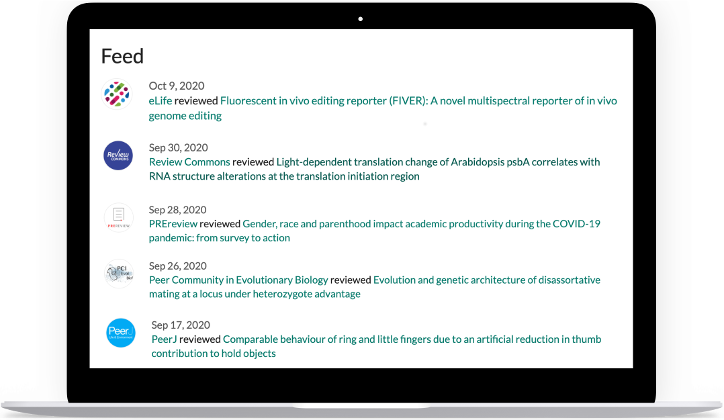 Feed
Oct 9, 2020
eLife reviewed Fluorescent in vivo editing reporter (FIVER): A novel multispectral reporter of in vivo
genome editing
Review
COMMONS
Sep 30, 2020
Review Commons reviewed Light-dependent translation change of Arabidopsis psbA correlates with
RNA structure alterations at the translation initiation region
PREREVIEW
Sep 28, 2020
PREreview reviewed Gender, race and parenthood impact academic productivity during the COVID-19
pandemic: from survey to action
PCI
Sep 26, 2020
Peer Community in Evolutionary Biology reviewed Evolution and genetic architecture of disassortative
mating at a locus under heterozygote advantage
PeerJ
Sep 17, 2020
PeerJ reviewed Comparable behaviour of ring and little fingers due to an artificial reduction in thumb
contribution to hold objects